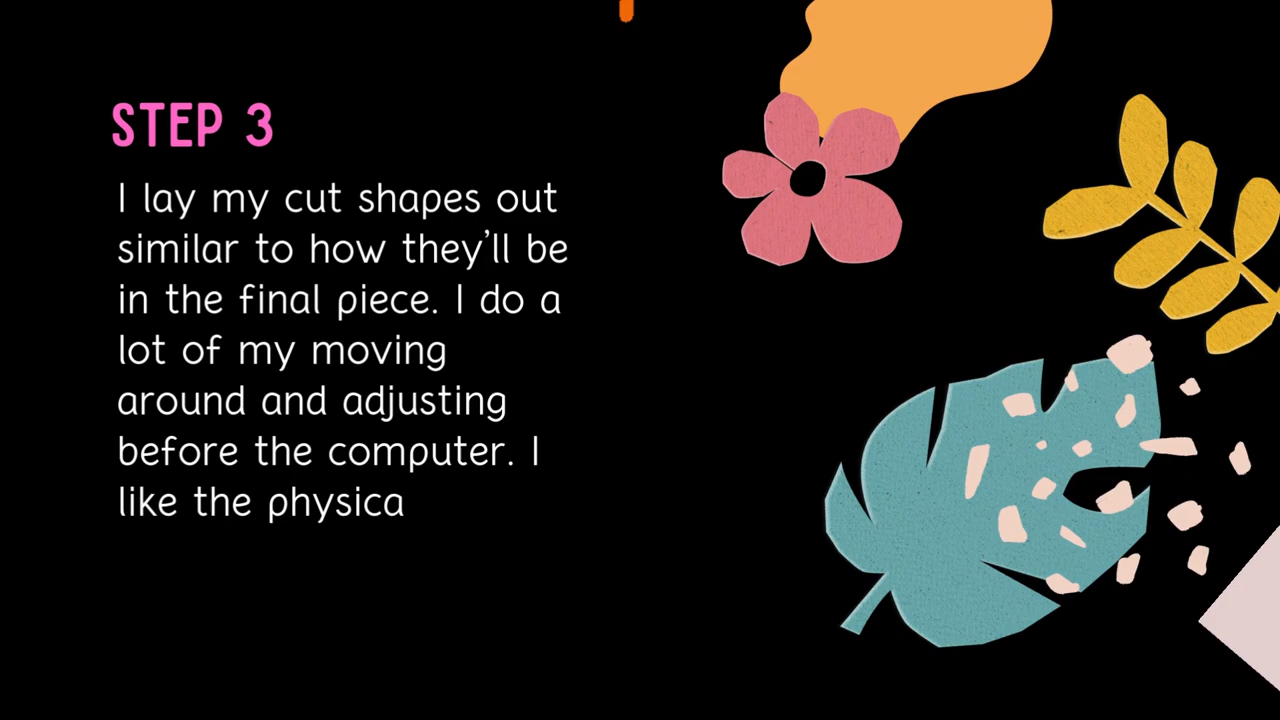 STEP 3
I lay my cut shapes out
similar to how they’ll be
in the final piece. I do a
lot of my moving
around and adjusting
before the computer. I
like the physica